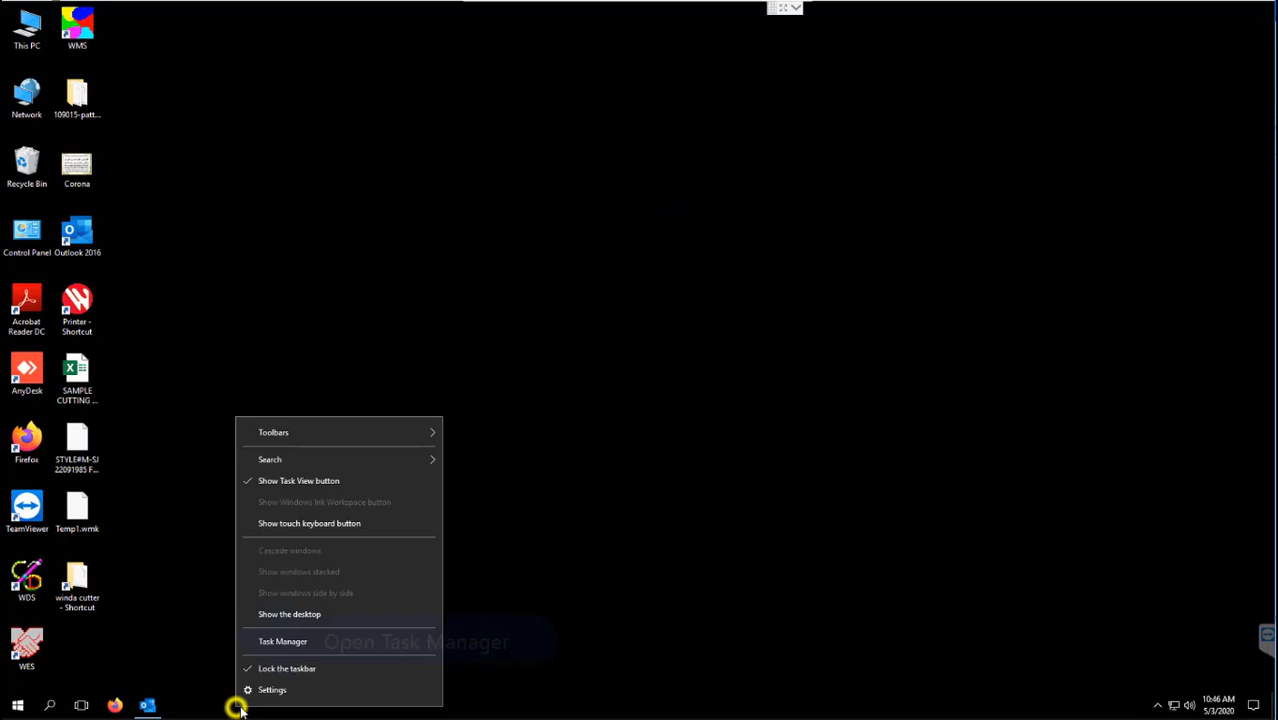 This PC
WMS
Network
109015-patt...
Recycle Bin
Corona
Control Panel
Outlook 2016
Acrobat
Reader DC
Printer -
Shortcut
AnyDesk
SAMPLE
CUTTING ...
Firefox
STYLE#M-SJ
22091985 F...
TeamViewer
Temp1.wmk
WDS
winda cutter
- Shortcut
WES
Toolbars
Search
Show Task View button
Show Windows Ink Workspace button
Show touch keyboard button
Cascade windows
Show windows stacked
Show windows side by side
Show the desktop
Task Manager
Open Task Manager
Lock the taskbar
Settings
10:46 AM
5/3/2020